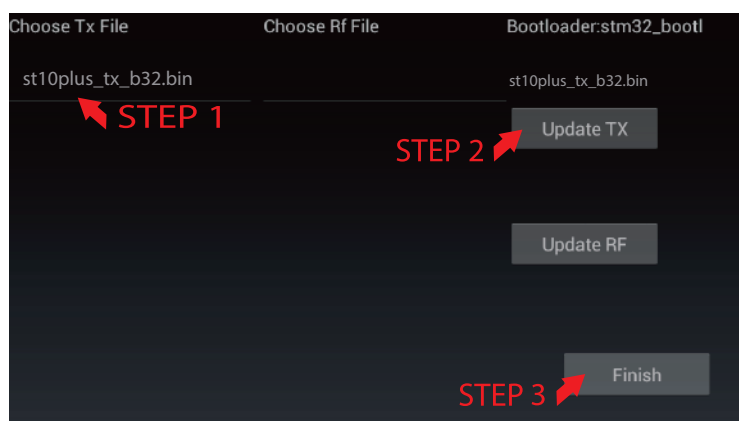 Choose Tx File
Choose Rf File
Bootloader:stm32_bootl
st10plus_tx_b32.bin
st10plus_tx_b32.bin
STEP 1
Update TX
STEP 2
Update RF
Finish
STEP 3